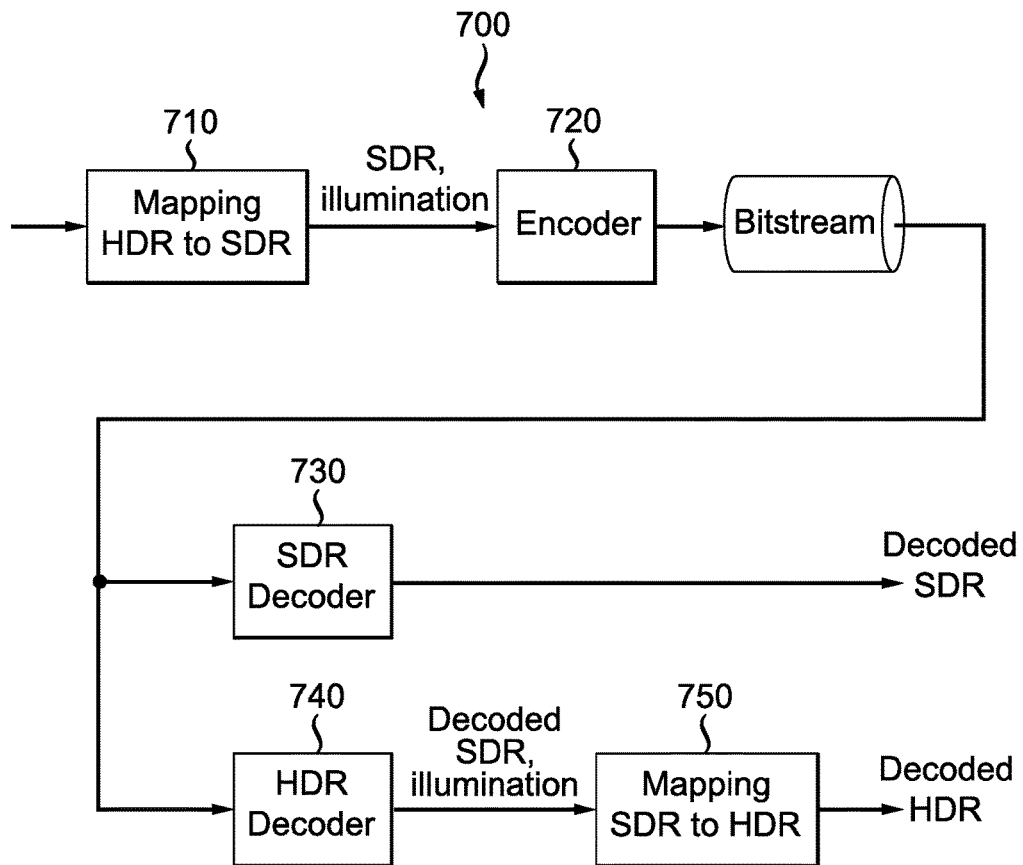 700
710
Mapping
HDR to SDR
SDR,
illumination
720
Encoder
Bitstream
730
SDR
Decoder
Decoded
SDR
740
HDR
Decoder
Decoded
SDR,
illumination
750
Mapping
SDR to HDR
Decoded
HDR